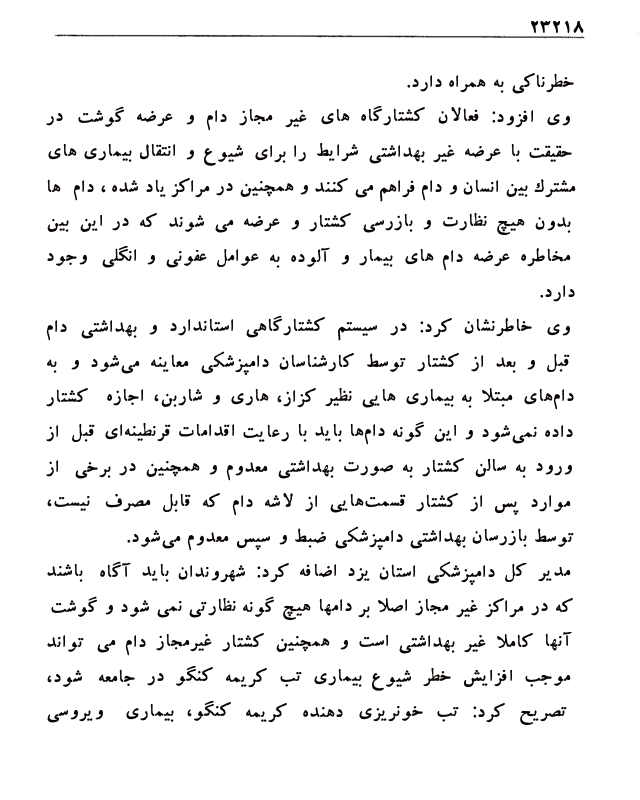 ۲۳۲۱۸
خطرناکی به همراه دارد.
وی افزود: فعالان کشتارگاه های غیر مجاز دام و عرضه گوشت در
حقیقت با عرضه غیر بهداشتی شرایط را برای شیوع و انتقال بیماری های
مشترك بین انسان و دام فراهم می کنند و همچنین در مراکز یاد شده ، دام ها
بدون هیچ نظارت و بازرسی کشتار و عرضه می شوند که در این بین
مخاطره عرضه دام های بیمار و آلوده به عوامل عفونی و انگلی وجود
دارد.
وی خاطرنشان کرد: در سیستم کشتارگاهی استاندارد و بهداشتی دام
قبل و بعد از کشتار توسط کارشناسان دامپزشکی معاینه می‌شود و به
دام‌های مبتلا به بیماری هایی نظیر کزاز، هاری و شاربن، اجازه کشتار
داده نمی‌شود و این گونه دام‌ها باید با رعایت اقدامات قرنطینه‌ای قبل از
ورود به سالن کشتار به صورت بهداشتی معدوم و همچنین در برخی از
موارد پس از کشتار قسمت‌هایی از لاشه دام که قابل مصرف نیست،
توسط بازرسان بهداشتی دامپزشکی ضبط و سپس معدوم می‌شود.
مدیر کل دامپزشکی استان یزد اضافه کرد: شهروندان باید آگاه باشند
که در مراکز غیر مجاز اصلا بر دامها هیچ گونه نظارتی نمی شود و گوشت
آنها کاملا غیر بهداشتی است و همچنین کشتار غیرمجاز دام می تواند
موجب افزایش خطر شیوع بیماری تب کریمه کنگو در جامعه شود،
تصریح کرد: تب خونریزی دهنده کریمه کنگو، بیماری ویروسی